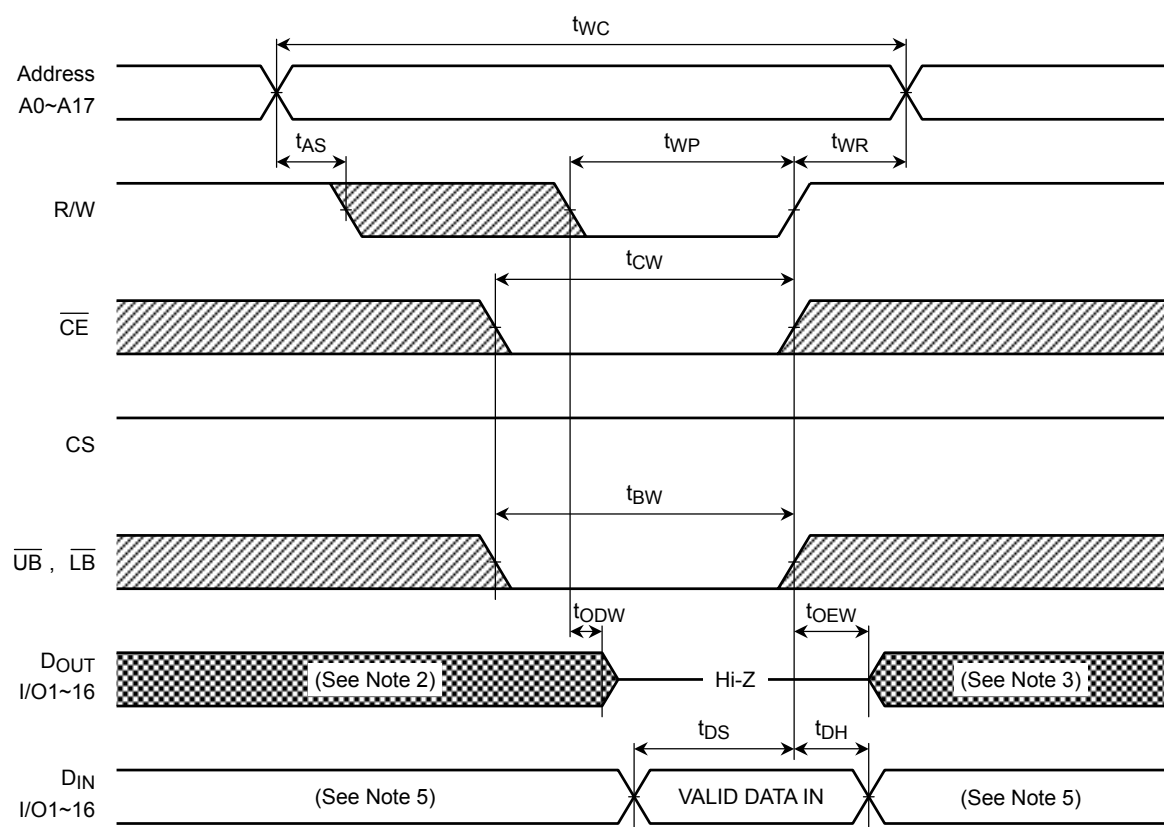 tWC
Address
A0~A17
tAS
tWP
tWR
R/W
tCW
CE
CS
tBW
UB , LB
tODW
tOEW
DOUT
I/O1~16
(See Note 2)
Hi-Z
(See Note 3)
tDS
tDH
DIN
I/O1~16
(See Note 5)
VALID DATA IN
(See Note 5)